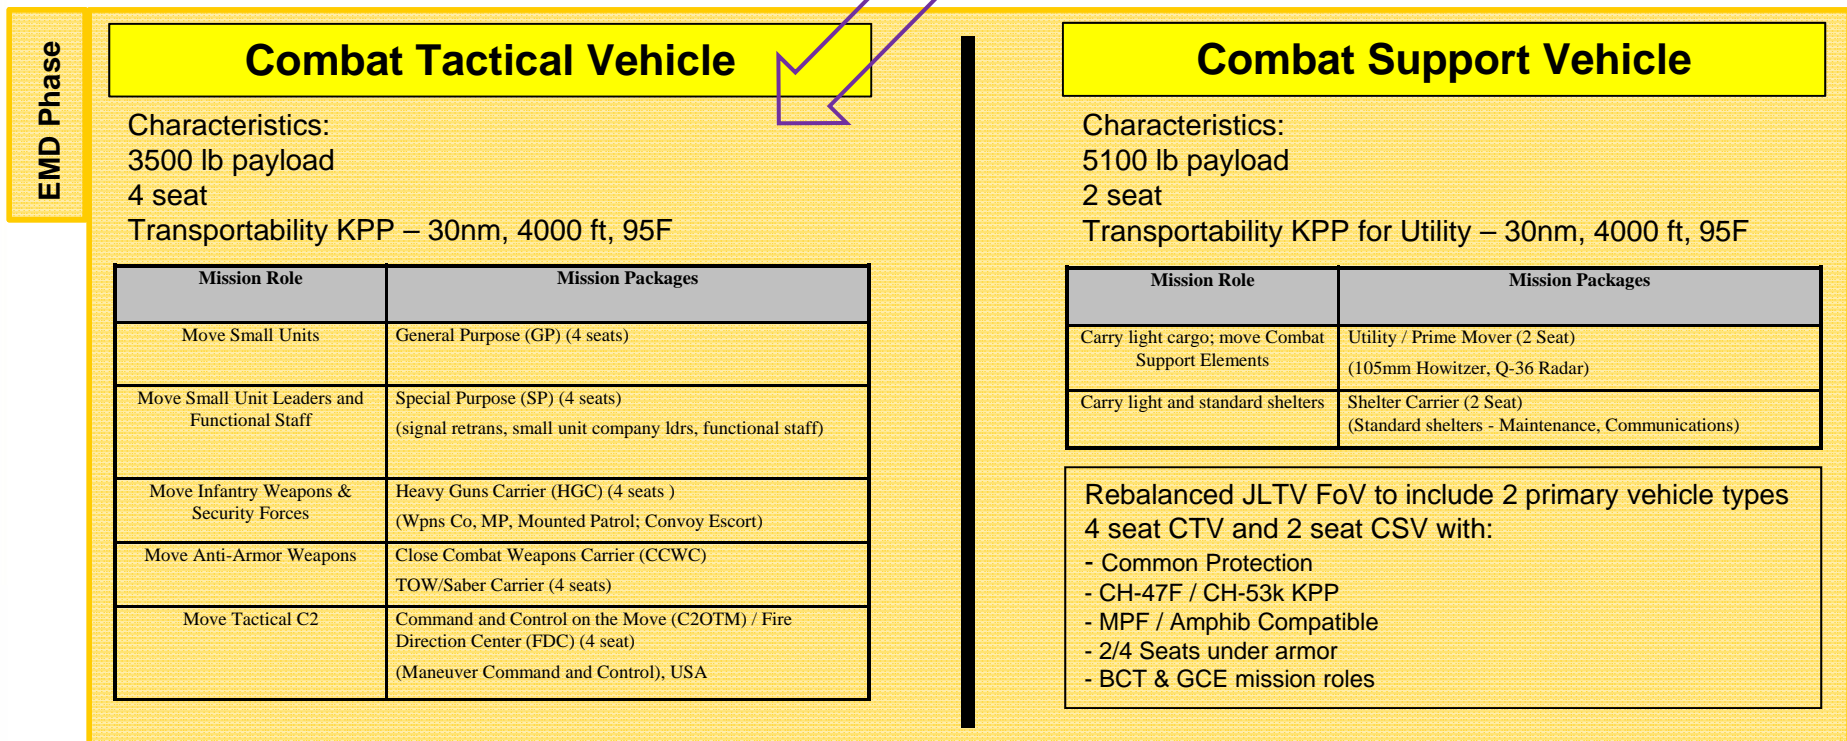 EMD Phase
Combat Tactical Vehicle
Characteristics:
3500 lb payload
4 seat
Transportability KPP – 30nm, 4000 ft, 95F
Mission Role
Mission Packages
Move Small Units
General Purpose (GP) (4 seats)
Move Small Unit Leaders and
Functional Staff
Special Purpose (SP) (4 seats)
(signal retrans, small unit company ldrs, functional staff)
Move Infantry Weapons &
Security Forces
Heavy Guns Carrier (HGC) (4 seats )
(Wpns Co, MP, Mounted Patrol; Convoy Escort)
Move Anti-Armor Weapons
Close Combat Weapons Carrier (CCWC)
TOW/Saber Carrier (4 seats)
Move Tactical C2
Command and Control on the Move (C2OTM) / Fire
Direction Center (FDC) (4 seat)
(Maneuver Command and Control), USA
Combat Support Vehicle
Characteristics:
5100 lb payload
2 seat
Transportability KPP for Utility – 30nm, 4000 ft, 95F
Mission Role
Mission Packages
Carry light cargo; move Combat
Support Elements
Utility / Prime Mover (2 Seat)
(105mm Howitzer, Q-36 Radar)
Carry light and standard shelters
Shelter Carrier (2 Seat)
(Standard shelters - Maintenance, Communications)
Rebalanced JLTV FoV to include 2 primary vehicle types
4 seat CTV and 2 seat CSV with:
- Common Protection
- CH-47F / CH-53k KPP
- MPF / Amphib Compatible
- 2/4 Seats under armor
- BCT & GCE mission roles